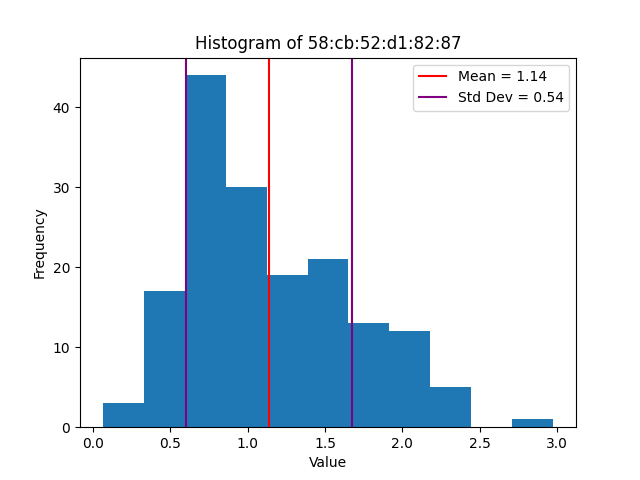 Histogram of 58:cb:52:d1:82:87
Mean = 1.14
Std Dev = 0.54
Frequency
40
30
20
10
0
0.0 0.5 1.0 1.5 2.0 2.5 3.0
Value